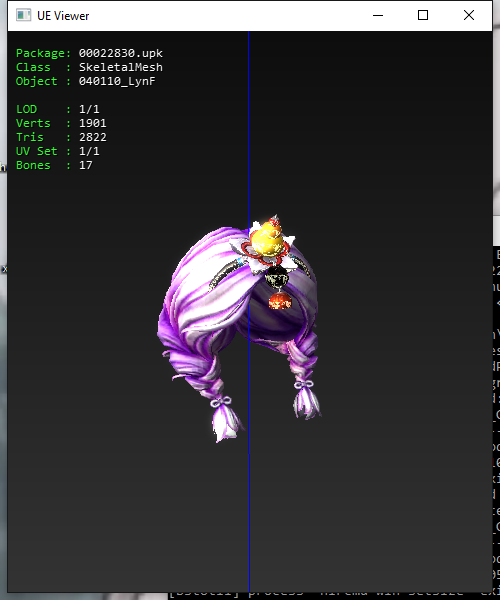 UE Viewer
Package: 00022830.upk
Class : SkeletalMesh
Object : 040110_LynF
LOD : 1/1
Verts : 1901
Tris : 2822
UV Set : 1/1
Bones : 17